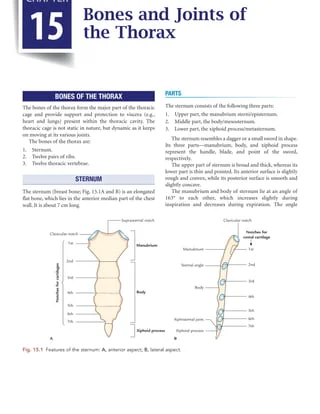 CHAPTER
15
Bones and Joints of
the Thorax
BONES OF THE THORAX
The bones of the thorax form the major part of the thoracic
cage and provide support and protection to viscera (e.g.,
heart and lungs) present within the thoracic cavity. The
thoracic cage is not static in nature, but dynamic as it keeps
on moving at its various joints.
The bones of the thorax are:
1. Sternum.
2. Twelve pairs of ribs.
3. Twelve thoracic vertebrae.
STERNUM
The sternum (breast bone; Fig. 15.1A and B) is an elongated
flat bone, which lies in the anterior median part of the chest
wall. It is about 7 cm long.
PARTS
The sternum consists of the following three parts:
1. Upper part, the manubrium sterni/episternum.
2. Middle part, the body/mesosternum.
3. Lower part, the xiphoid process/metasternum.
The sternum resembles a dagger or a small sword in shape.
Its three parts—manubrium, body, and xiphoid process
represent the handle, blade, and point of the sword,
respectively.
The upper part of sternum is broad and thick, whereas its
lower part is thin and pointed. Its anterior surface is slightly
rough and convex, while its posterior surface is smooth and
slightly concave.
The manubrium and body of sternum lie at an angle of
163° to each other, which increases slightly during
inspiration and decreases during expiration. The angle
Suprasternal notch
Clavicular notch
Notches for cartilages
1st
2nd
3rd
4th
5th
6th
7th
Manubrium
Body
Xiphoid process
A
Clavicular notch
Notches for
costal cartilage
Manubrium
Sternal angle
Body
Xiphisternal joint
Xiphoid process
1st
2nd
3rd
4th
5th
6th
7th
B
Fig. 15.1 Features of the sternum: A, anterior aspect; B, lateral aspect.